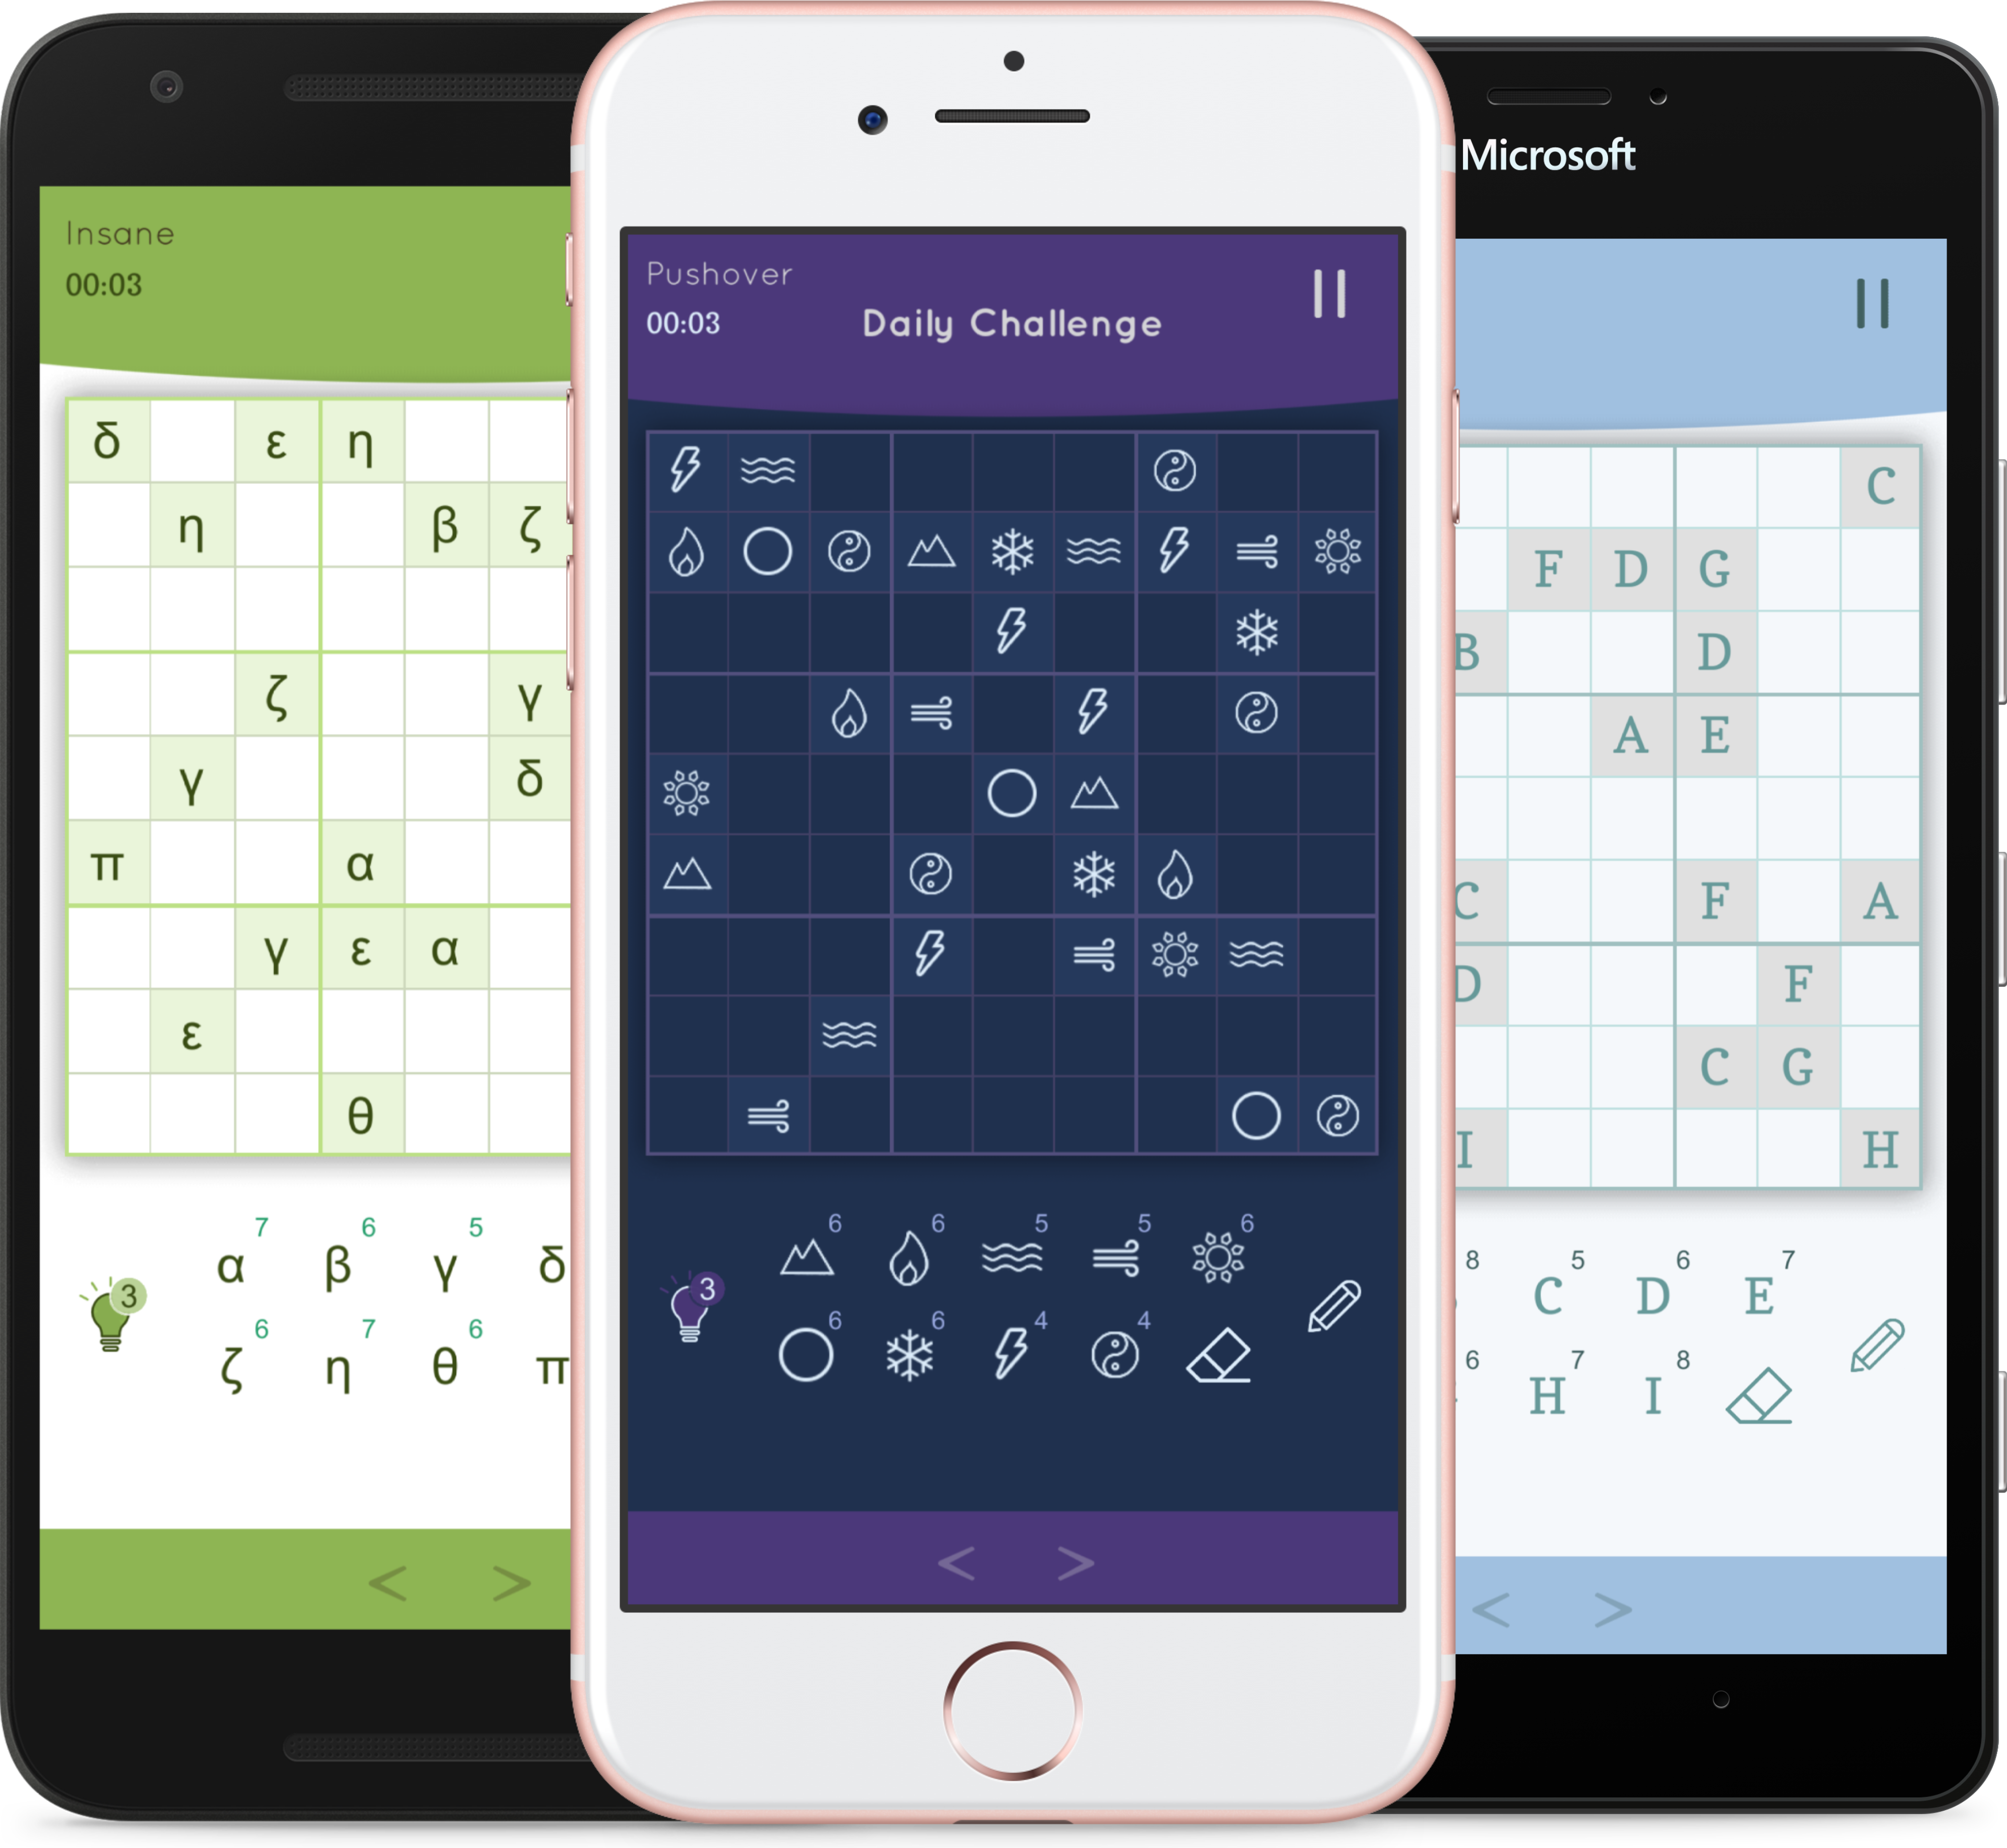 Insane
00:03
δ ε η
η β ζ
ζ γ
γ δ
π α
γ ε α
ε
θ
7 6 5
α β γ δ
3
6 7 6
ζ η θ π
< >
Pushover
00:03
Daily Challenge
6 6 5 5 6
3
6 6 4 4
< >
Microsoft
C
F D G
B D
A E
C F A
D F
C G
I H
8 5 6 7
C D E
6 7 8
H I
< >